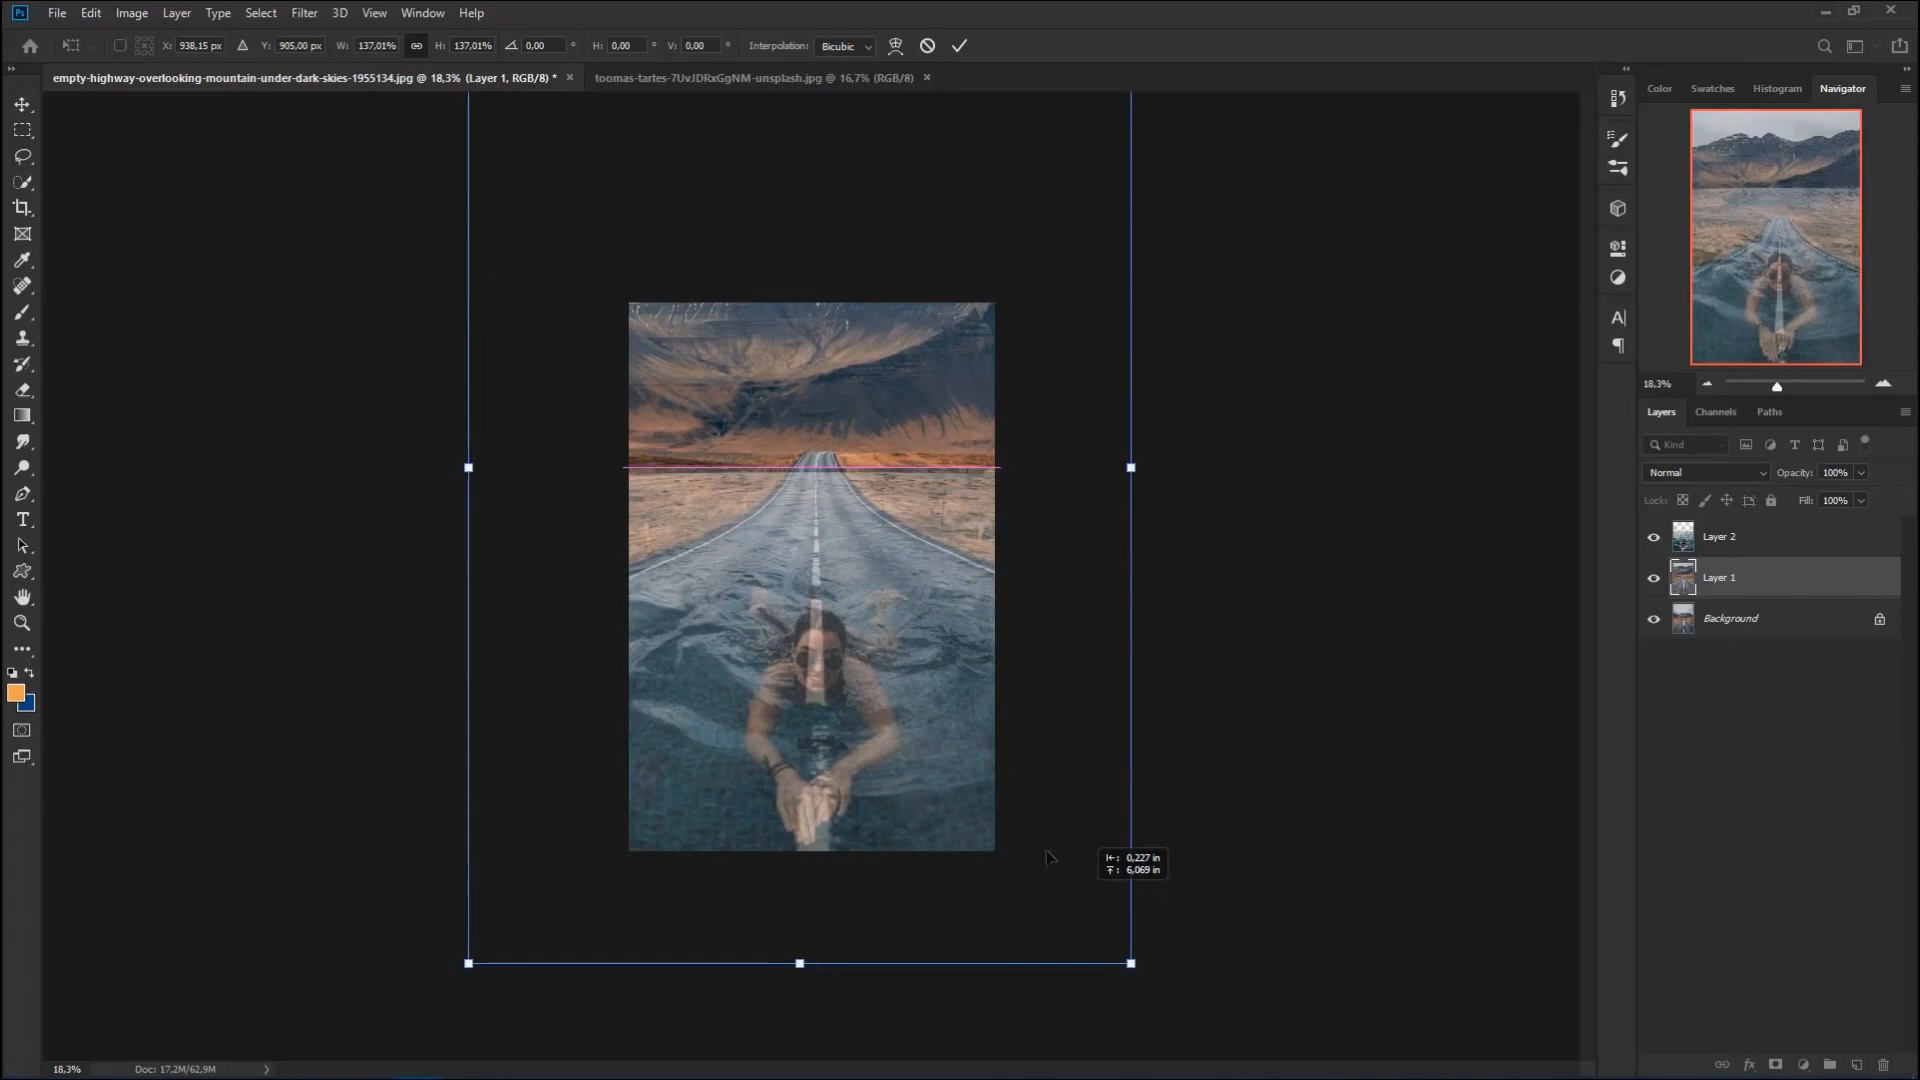 Ps File Edit Image Layer Type Select Filter 3D View Window Help
X: 938,15 px Y: 905,00 px W: 137,01% H: 137,01% 0,00 ° H: 0,00 ° V: 0,00 ° Interpolation: Bicubic
empty-highway-overlooking-mountain-under-dark-skies-1955134.jpg @ 18,3% (Layer 1, RGB/8) * × toomas-tartes-7UvJDRxGgNM-unsplash.jpg @ 16,7% (RGB/8) ×
Color Swatches Histogram Navigator
18,3%
Layers Channels Paths
Kind
Normal Opacity: 100%
Lock: Fill: 100%
Layer 2
Layer 1
Background
0,227 in
6,069 in
18,3% Doc: 17,2M/62,9M
fx